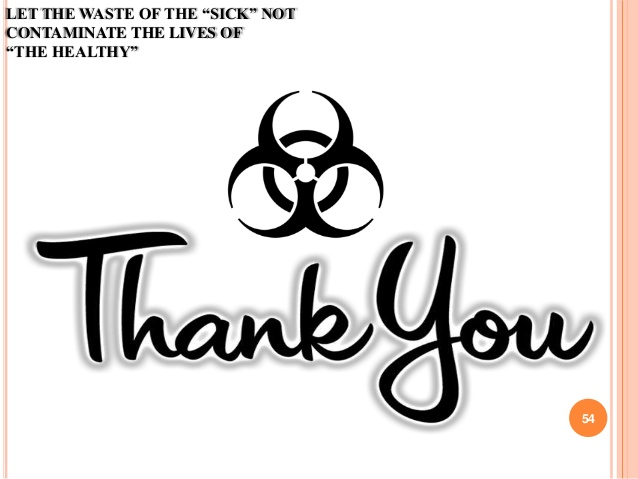 LET THE WASTE OF THE “SICK” NOT
CONTAMINATE THE LIVES OF
“THE HEALTHY”
Thank You
54